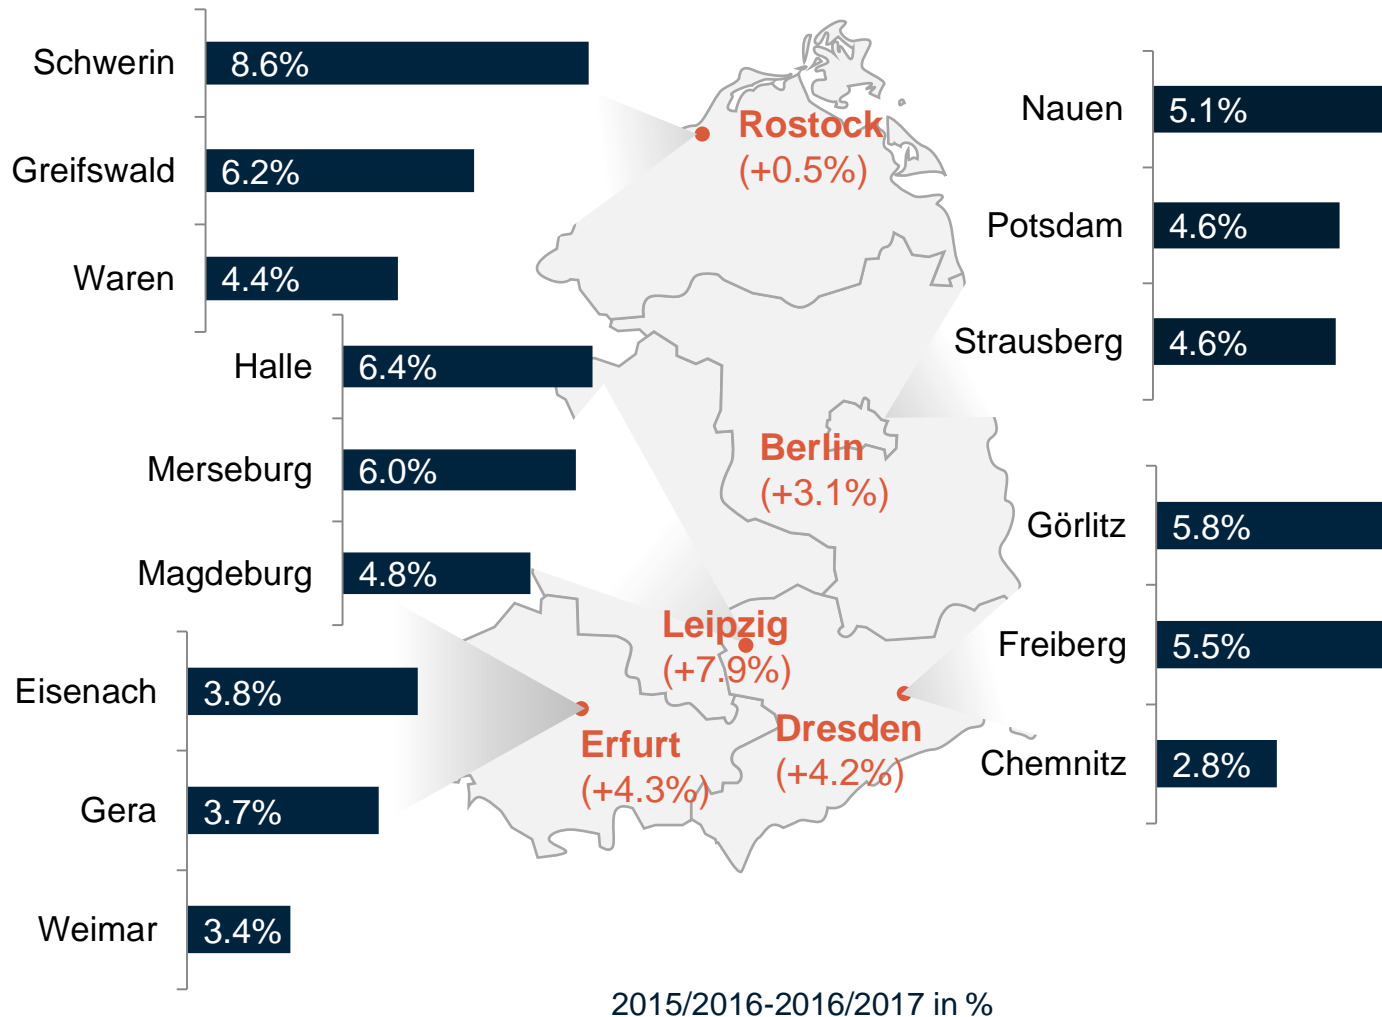 Schwerin 8.6%
Greifswald 6.2%
Waren 4.4%
Halle 6.4%
Merseburg 6.0%
Magdeburg 4.8%
Eisenach 3.8%
Gera 3.7%
Weimar 3.4%
Rostock
(+0.5%)
Berlin
(+3.1%)
Leipzig
(+7.9%)
Dresden
(+4.2%)
Erfurt
(+4.3%)
Nauen 5.1%
Potsdam 4.6%
Strausberg 4.6%
Görlitz 5.8%
Freiberg 5.5%
Chemnitz 2.8%
2015/2016-2016/2017 in %